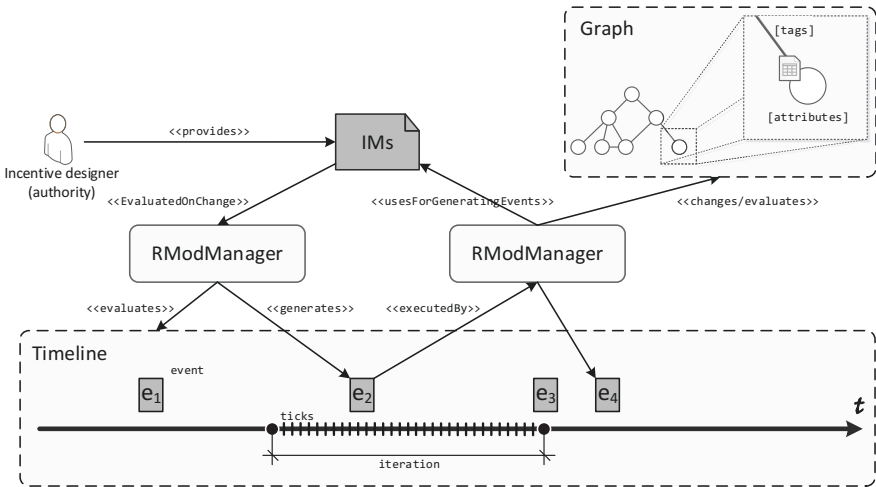 Graph
[tags]
[attributes]
<<provides>>
IMs
Incentive designer
(authority)
<<EvaluatedOnChange>>
<<usesForGeneratingEvents>>
<<changes/evaluates>>
RModManager
RModManager
<<evaluates>>
<<generates>>
<<executedBy>>
Timeline
event
e1
e2
e3
e4
t
ticks
iteration